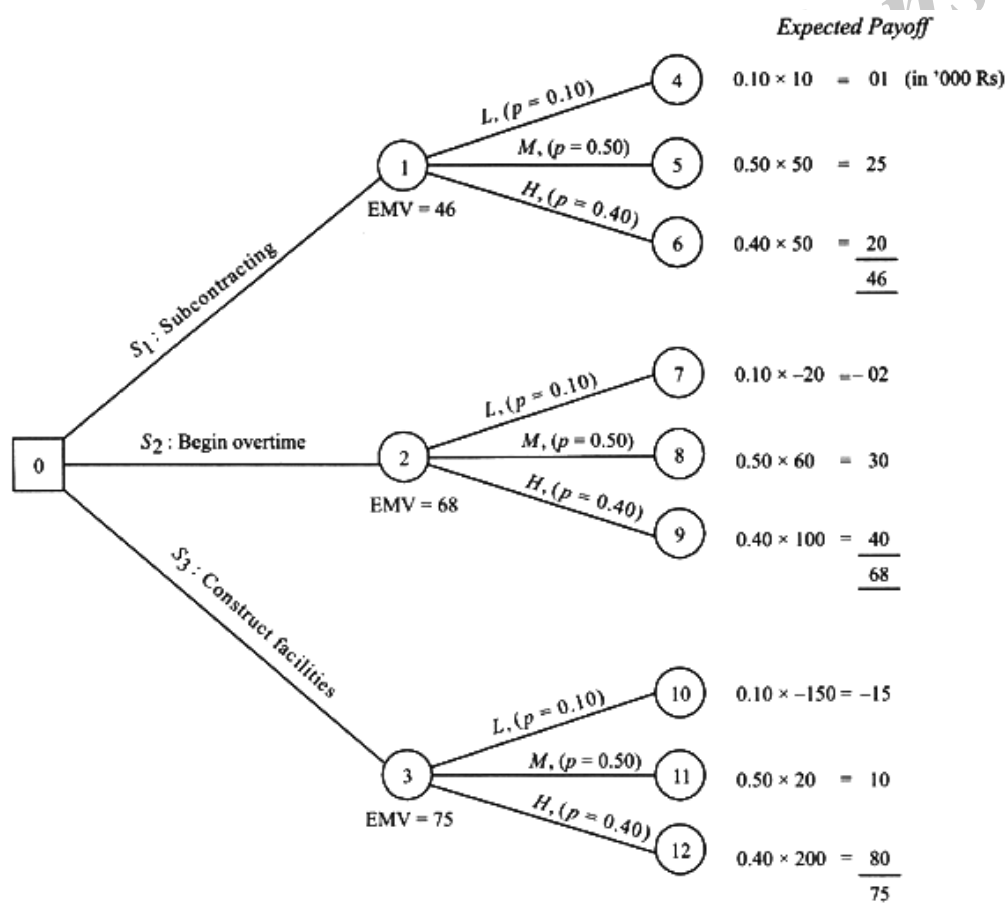 Expected Payoff
L, (p = 0.10)
4
0.10 × 10 = 01 (in '000 Rs)
1
M, (p = 0.50)
5
0.50 × 50 = 25
EMV = 46
H, (p = 0.40)
6
0.40 × 50 = 20
46
S1 : Subcontracting
L, (p = 0.10)
7
0.10 × –20 =– 02
0
S2 : Begin overtime
2
M, (p = 0.50)
8
0.50 × 60 = 30
EMV = 68
H, (p = 0.40)
9
0.40 × 100 = 40
68
S3 : Construct facilities
L, (p = 0.10)
10
0.10 × –150 = –15
3
M, (p = 0.50)
11
0.50 × 20 = 10
EMV = 75
H, (p = 0.40)
12
0.40 × 200 = 80
75